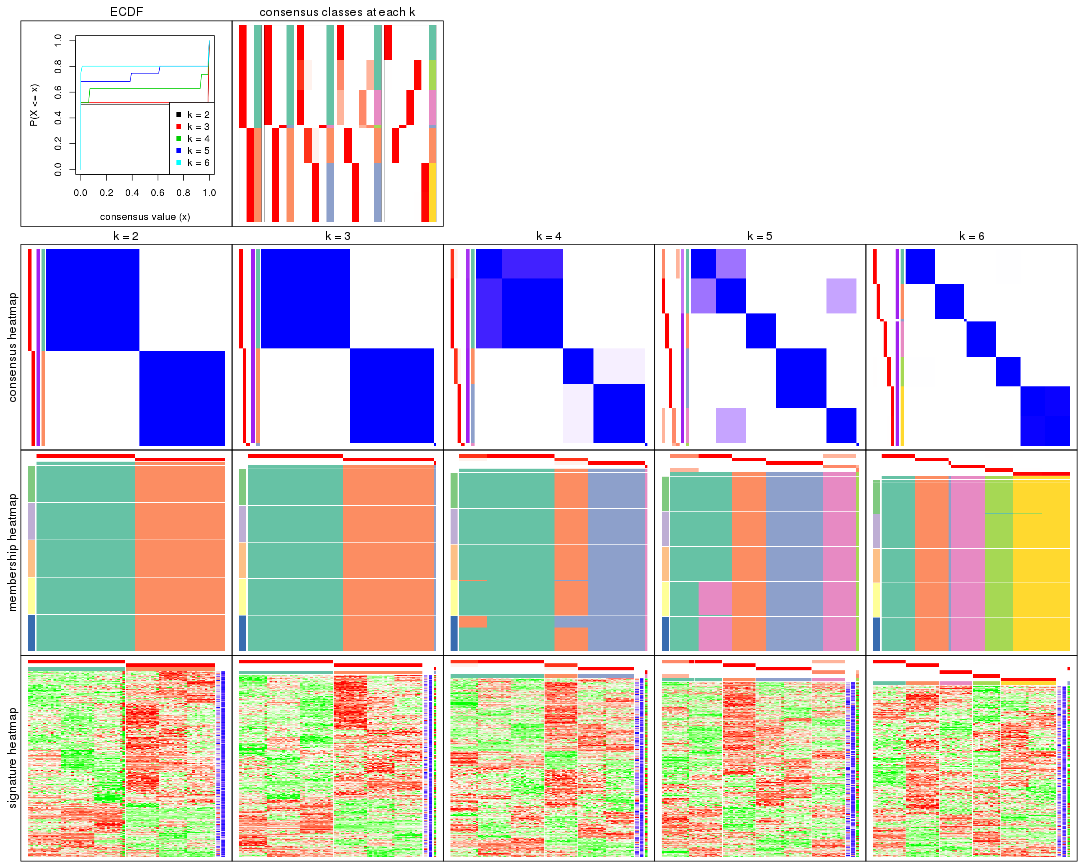 ECDF
consensus classes at each k
P(X <= x)
0.0 0.2 0.4 0.6 0.8 1.0
k = 2
k = 3
k = 4
k = 5
k = 6
0.0 0.2 0.4 0.6 0.8 1.0
consensus value (x)
k = 2
k = 3
k = 4
k = 5
k = 6
consensus heatmap
membership heatmap
signature heatmap